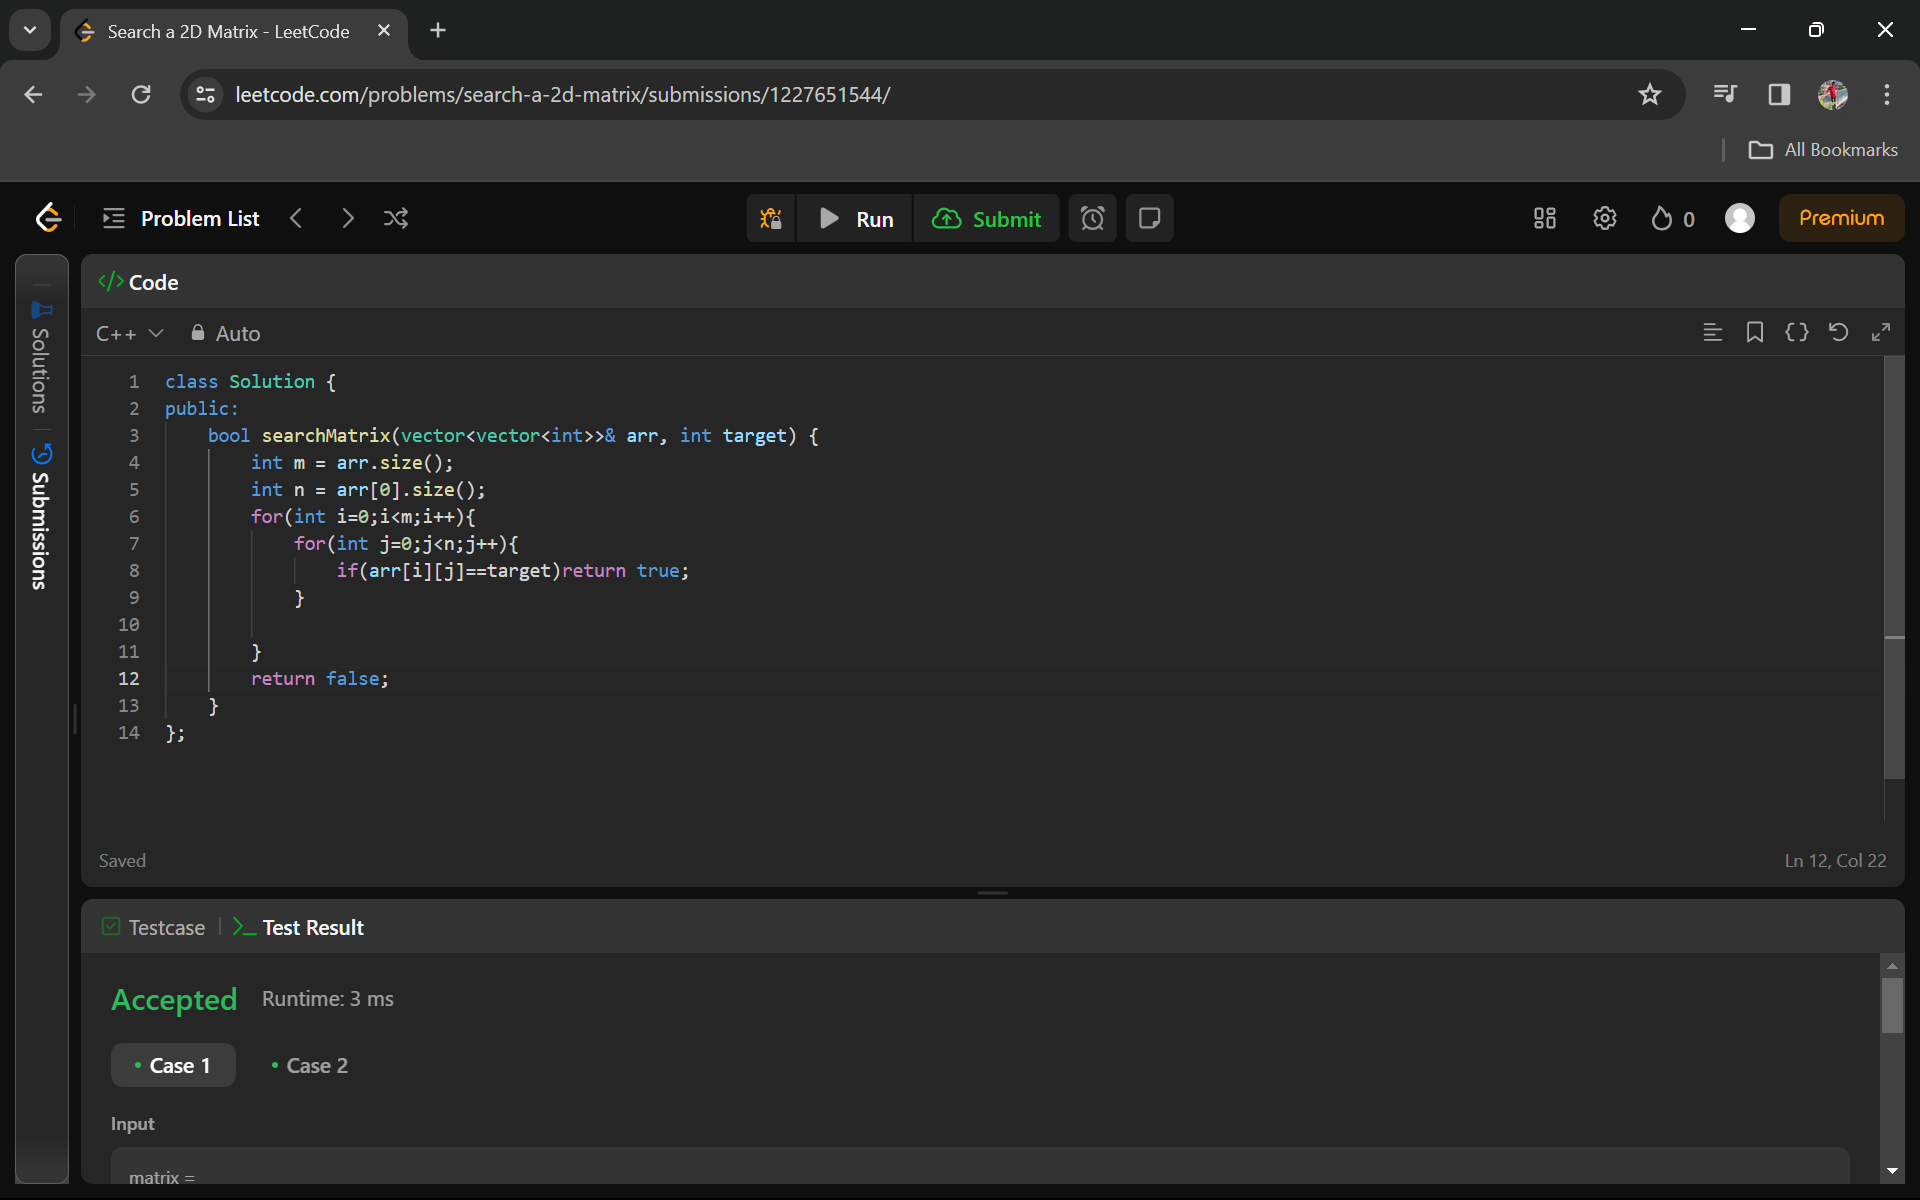 Search a 2D Matrix - LeetCode
leetcode.com/problems/search-a-2d-matrix/submissions/1227651544/
All Bookmarks
Problem List
Run
Submit
0
Premium
Solutions
Submissions
</> Code
C++
Auto
1 class Solution {
2 public:
3 bool searchMatrix(vector<vector<int>>& arr, int target) {
4 int m = arr.size();
5 int n = arr[0].size();
6 for(int i=0;i<m;i++){
7 for(int j=0;j<n;j++){
8 if(arr[i][j]==target)return true;
9 }
10
11 }
12 return false;
13 }
14 };
Saved
Ln 12, Col 22
Testcase
Test Result
Accepted Runtime: 3 ms
Case 1
Case 2
Input
matrix =